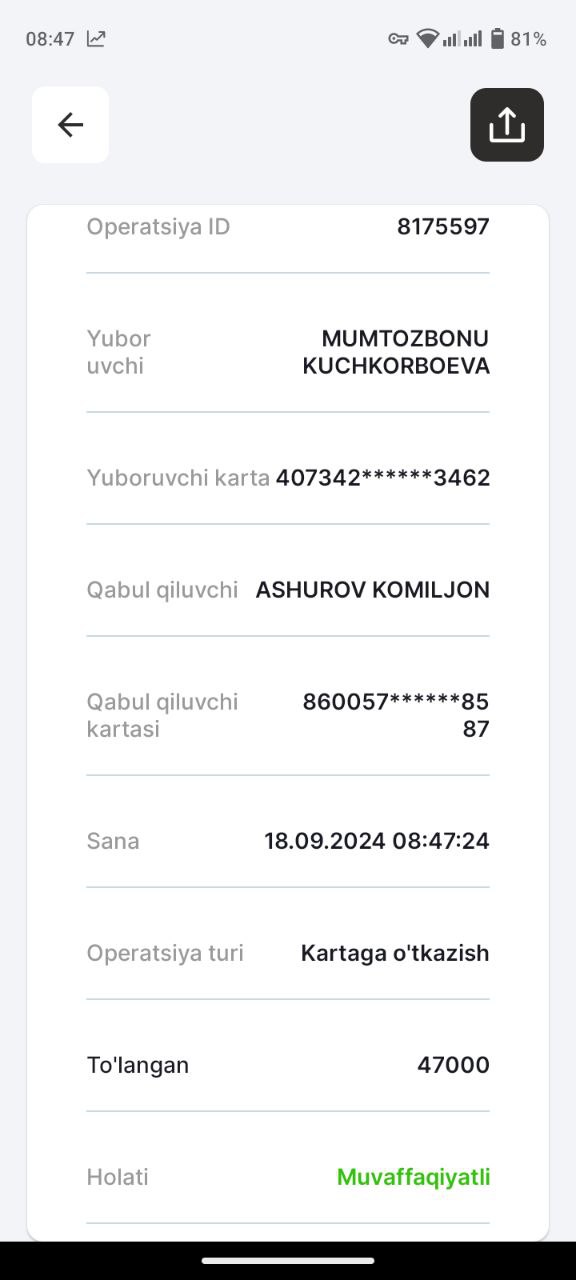 08:47 81%
Operatsiya ID 8175597
Yubor MUMTOZBONU
uvchi KUCHKORBOEVA
Yuboruvchi karta 407342******3462
Qabul qiluvchi ASHUROV KOMILJON
Qabul qiluvchi 860057******85
kartasi 87
Sana 18.09.2024 08:47:24
Operatsiya turi Kartaga o'tkazish
To'langan 47000
Holati Muvaffaqiyatli